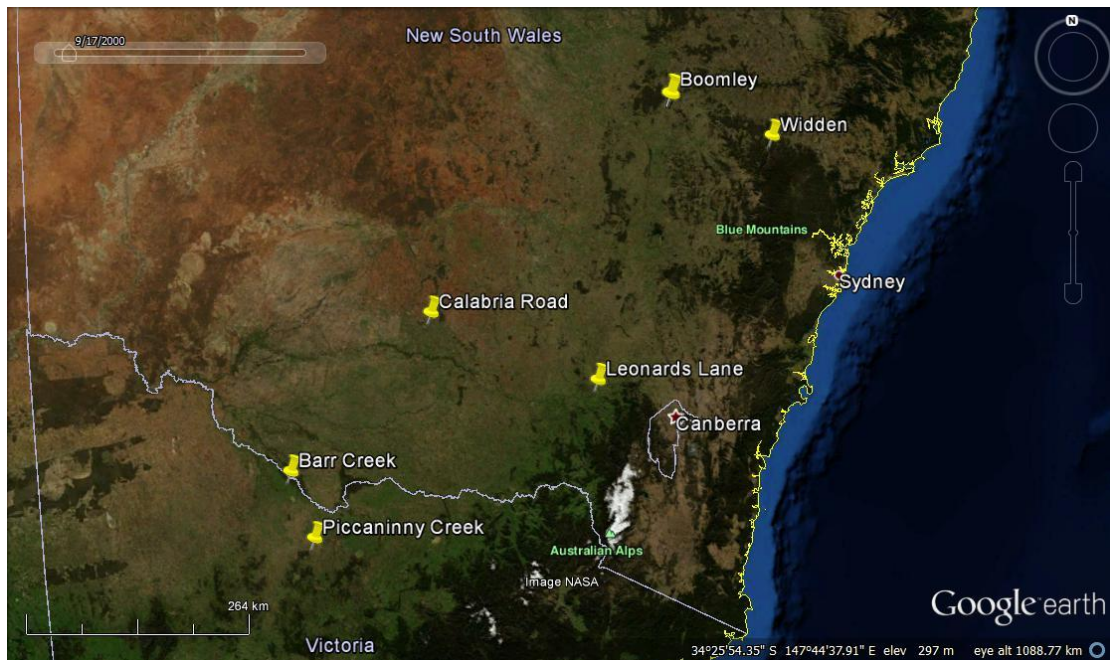 9/17/2000
New South Wales
N
Boomley
Widden
Blue Mountains
Sydney
Calabria Road
Leonards Lane
Canberra
Barr Creek
Piccaninny Creek
Australian Alps
Image NASA
264 km
Google earth
Victoria
34°25'54.35" S 147°44'37.91" E elev 297 m eye alt 1088.77 km